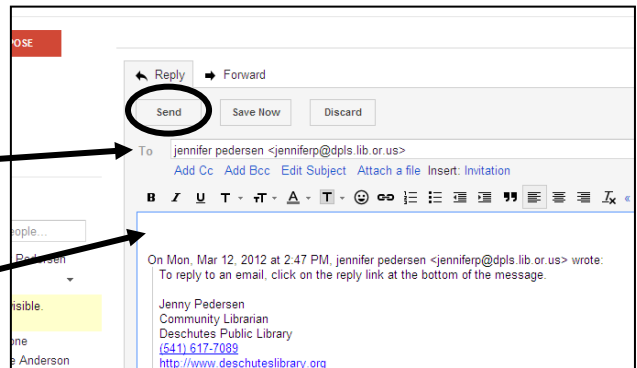 POSE
Reply Forward
Send Save Now Discard
To jennifer pedersen <jenniferp@dpls.lib.or.us>
Add Cc Add Bcc Edit Subject Attach a file Insert: Invitation
B I U T T A T
eople...
Pedersen
visible.
one
e Anderson
On Mon, Mar 12, 2012 at 2:47 PM, jennifer pedersen <jenniferp@dpls.lib.or.us> wrote:
To reply to an email, click on the reply link at the bottom of the message.
Jenny Pedersen
Community Librarian
Deschutes Public Library
(541) 617-7089
http://www.deschuteslibrary.org